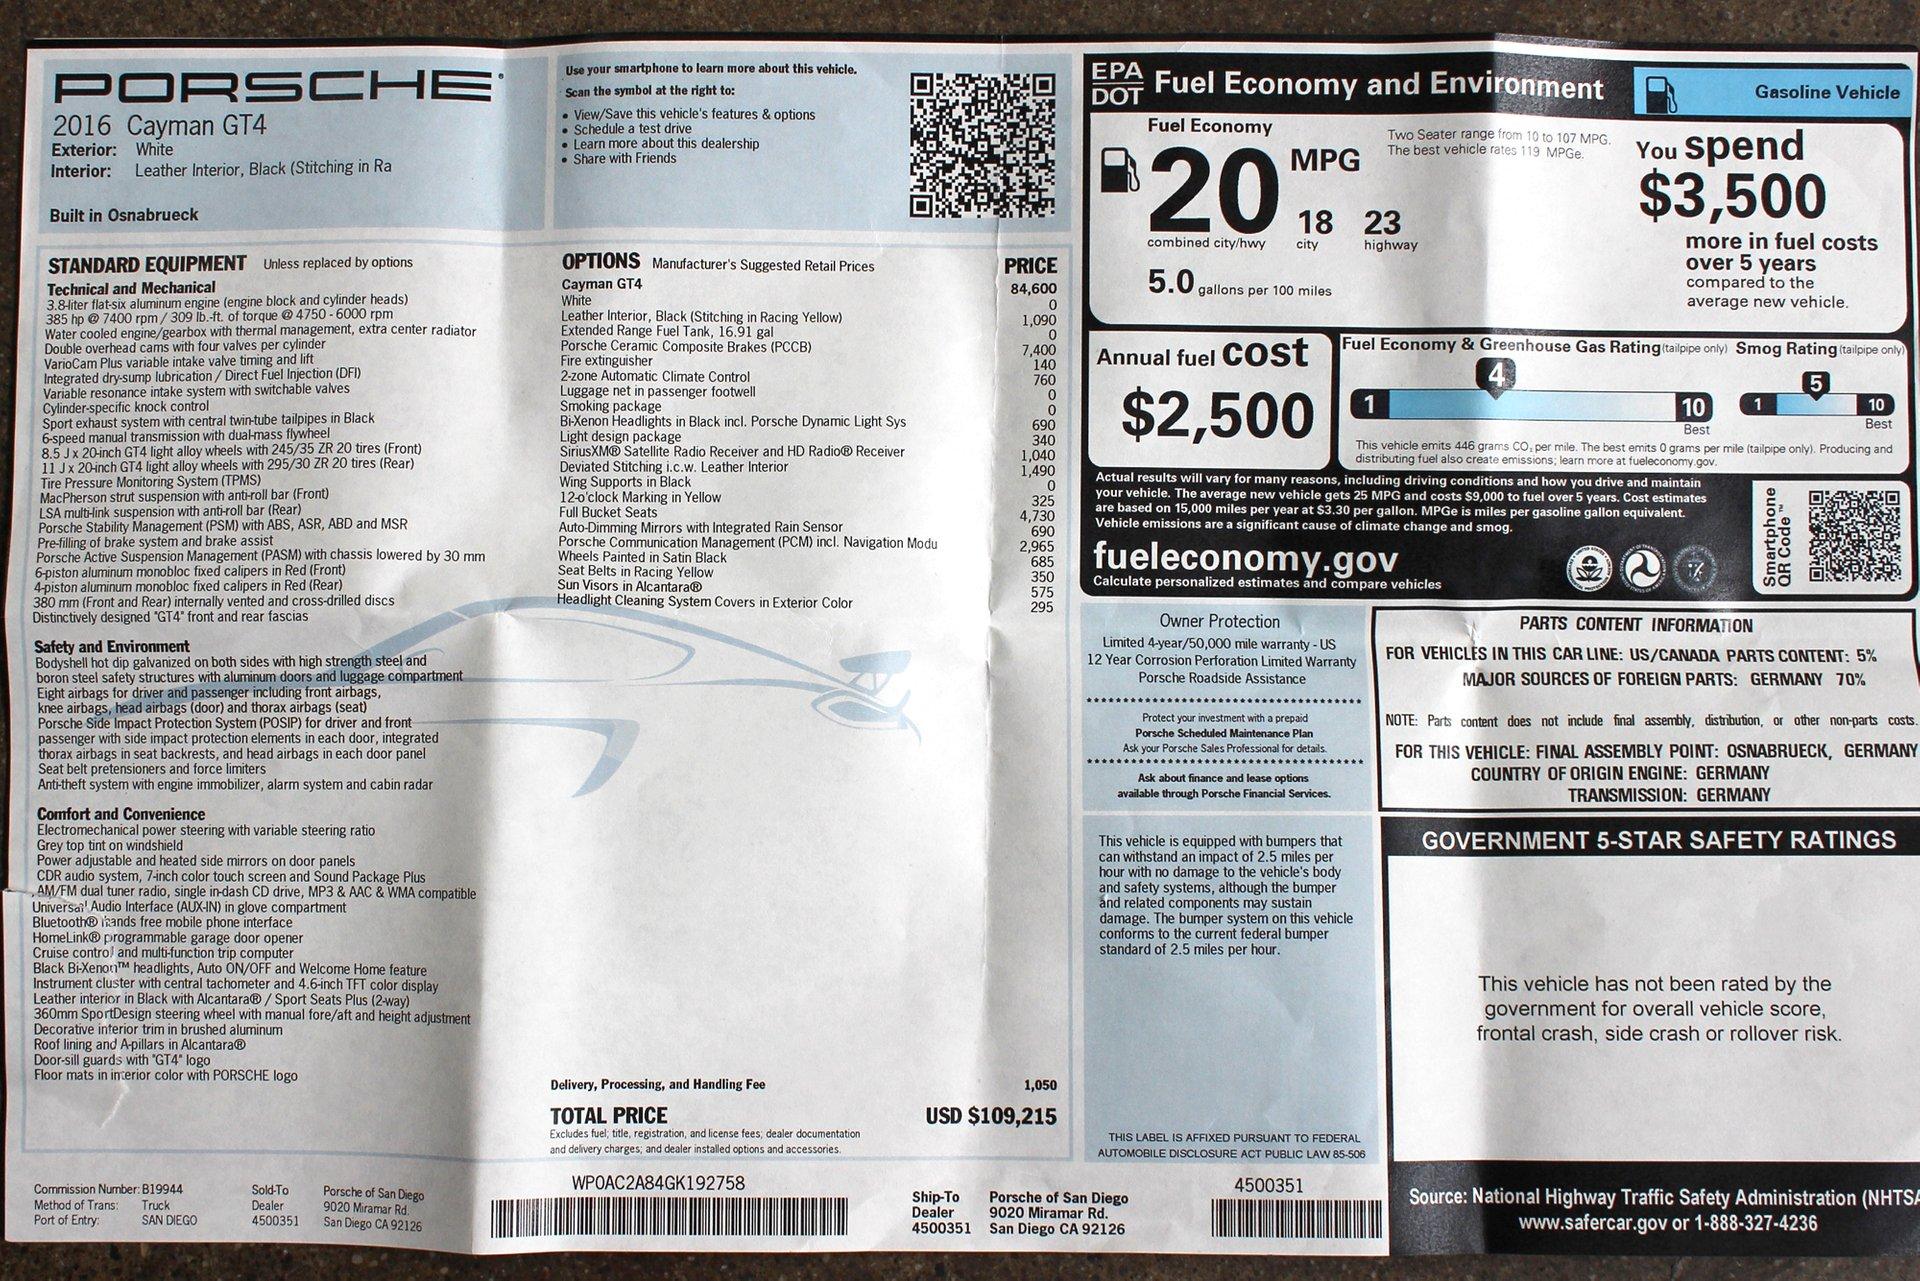 PORSCHE
2016 Cayman GT4
Exterior: White
Interior: Leather Interior, Black (Stitching in Ra
Built in Osnabrueck
Use your smartphone to learn more about this vehicle.
Scan the symbol at the right to:
• View/Save this vehicle's features & options
• Schedule a test drive
• Learn more about this dealership
• Share with Friends
STANDARD EQUIPMENT Unless replaced by options
Technical and Mechanical
3.8-liter flat-six aluminum engine (engine block and cylinder heads)
385 hp @ 7400 rpm / 309 lb.-ft. of torque @ 4750 - 6000 rpm
Water cooled engine/gearbox with thermal management, extra center radiator
Double overhead cams with four valves per cylinder
VarioCam Plus variable intake valve timing and lift
Integrated dry-sump lubrication / Direct Fuel Injection (DFI)
Variable resonance intake system with switchable valves
Cylinder-specific knock control
Sport exhaust system with central twin-tube tailpipes in Black
6-speed manual transmission with dual-mass flywheel
8.5 J x 20-inch GT4 light alloy wheels with 245/35 ZR 20 tires (Front)
11 J x 20-inch GT4 light alloy wheels with 295/30 ZR 20 tires (Rear)
Tire Pressure Monitoring System (TPMS)
MacPherson strut suspension with anti-roll bar (Front)
LSA multi-link suspension with anti-roll bar (Rear)
Porsche Stability Management (PSM) with ABS, ASR, ABD and MSR
Pre-filling of brake system and brake assist
Porsche Active Suspension Management (PASM) with chassis lowered by 30 mm
6-piston aluminum monobloc fixed calipers in Red (Front)
4-piston aluminum monobloc fixed calipers in Red (Rear)
380 mm (Front and Rear) internally vented and cross-drilled discs
Distinctively designed "GT4" front and rear fascias
Safety and Environment
Bodyshell hot dip galvanized on both sides with high strength steel and
boron steel safety structures with aluminum doors and luggage compartment
Eight airbags for driver and passenger including front airbags,
knee airbags, head airbags (door) and thorax airbags (seat)
Porsche Side Impact Protection System (POSIP) for driver and front
passenger with side impact protection elements in each door, integrated
thorax airbags in seat backrests, and head airbags in each door panel
Seat belt pretensioners and force limiters
Anti-theft system with engine immobilizer, alarm system and cabin radar
Comfort and Convenience
Electromechanical power steering with variable steering ratio
Grey top tint on windshield
Power adjustable and heated side mirrors on door panels
CDR audio system, 7-inch color touch screen and Sound Package Plus
AM/FM dual tuner radio, single in-dash CD drive, MP3 & AAC & WMA compatible
Universal Audio Interface (AUX-IN) in glove compartment
Bluetooth® hands free mobile phone interface
HomeLink® programmable garage door opener
Cruise control and multi-function trip computer
Black Bi-Xenon™ headlights, Auto ON/OFF and Welcome Home feature
Instrument cluster with central tachometer and 4.6-inch TFT color display
Leather interior in Black with Alcantara® / Sport Seats Plus (2-way)
360mm SportDesign steering wheel with manual fore/aft and height adjustment
Decorative interior trim in brushed aluminum
Roof lining and A-pillars in Alcantara®
Door-sill guards with "GT4" logo
Floor mats in interior color with PORSCHE logo
OPTIONS Manufacturer's Suggested Retail Prices PRICE
Cayman GT4 84,600
White 0
Leather Interior, Black (Stitching in Racing Yellow) 1,090
Extended Range Fuel Tank, 16.91 gal 0
Porsche Ceramic Composite Brakes (PCCB) 7,400
Fire extinguisher 140
2-zone Automatic Climate Control 760
Luggage net in passenger footwell 0
Smoking package 0
Bi-Xenon Headlights in Black incl. Porsche Dynamic Light Sys 690
Light design package 340
SiriusXM® Satellite Radio Receiver and HD Radio® Receiver 1,040
Deviated Stitching i.c.w. Leather Interior 1,490
Wing Supports in Black 0
12-o'clock Marking in Yellow 325
Full Bucket Seats 4,730
Auto-Dimming Mirrors with Integrated Rain Sensor 690
Porsche Communication Management (PCM) incl. Navigation Modu 2,965
Wheels Painted in Satin Black 685
Seat Belts in Racing Yellow 350
Sun Visors in Alcantara® 575
Headlight Cleaning System Covers in Exterior Color 295
Delivery, Processing, and Handling Fee 1,050
TOTAL PRICE USD $109,215
Excludes fuel; title, registration, and license fees; dealer documentation
and delivery charges; and dealer installed options and accessories.
Commission Number: B19944
Method of Trans: Truck
Port of Entry: SAN DIEGO
Sold-To Porsche of San Diego
Dealer 9020 Miramar Rd.
4500351 San Diego CA 92126
WP0AC2A84GK192758
Ship-To Porsche of San Diego
Dealer 9020 Miramar Rd.
4500351 San Diego CA 92126
4500351
EPA
DOT
Fuel Economy and Environment
Gasoline Vehicle
Fuel Economy
20 MPG
combined city/hwy
18 city
23 highway
5.0 gallons per 100 miles
Two Seater range from 10 to 107 MPG.
The best vehicle rates 119 MPGe.
You spend
$3,500
more in fuel costs
over 5 years
compared to the
average new vehicle.
Annual fuel cost
$2,500
Fuel Economy & Greenhouse Gas Rating (tailpipe only)
4
1 10
Best
Smog Rating (tailpipe only)
5
1 10
Best
This vehicle emits 446 grams CO₂ per mile. The best emits 0 grams per mile (tailpipe only). Producing and
distributing fuel also create emissions; learn more at fueleconomy.gov.
Actual results will vary for many reasons, including driving conditions and how you drive and maintain
your vehicle. The average new vehicle gets 25 MPG and costs $9,000 to fuel over 5 years. Cost estimates
are based on 15,000 miles per year at $3.30 per gallon. MPGe is miles per gasoline gallon equivalent.
Vehicle emissions are a significant cause of climate change and smog.
fueleconomy.gov
Calculate personalized estimates and compare vehicles
Smartphone
QR Code™
Owner Protection
Limited 4-year/50,000 mile warranty - US
12 Year Corrosion Perforation Limited Warranty
Porsche Roadside Assistance
Protect your investment with a prepaid
Porsche Scheduled Maintenance Plan
Ask your Porsche Sales Professional for details.
Ask about finance and lease options
available through Porsche Financial Services.
This vehicle is equipped with bumpers that
can withstand an impact of 2.5 miles per
hour with no damage to the vehicle's body
and safety systems, although the bumper
and related components may sustain
damage. The bumper system on this vehicle
conforms to the current federal bumper
standard of 2.5 miles per hour.
THIS LABEL IS AFFIXED PURSUANT TO FEDERAL
AUTOMOBILE DISCLOSURE ACT PUBLIC LAW 85-506
PARTS CONTENT INFORMATION
FOR VEHICLES IN THIS CAR LINE: US/CANADA PARTS CONTENT: 5%
MAJOR SOURCES OF FOREIGN PARTS: GERMANY 70%
NOTE: Parts content does not include final assembly, distribution, or other non-parts costs.
FOR THIS VEHICLE: FINAL ASSEMBLY POINT: OSNABRUECK, GERMANY
COUNTRY OF ORIGIN ENGINE: GERMANY
TRANSMISSION: GERMANY
GOVERNMENT 5-STAR SAFETY RATINGS
This vehicle has not been rated by the
government for overall vehicle score,
frontal crash, side crash or rollover risk.
Source: National Highway Traffic Safety Administration (NHTSA
www.safercar.gov or 1-888-327-4236